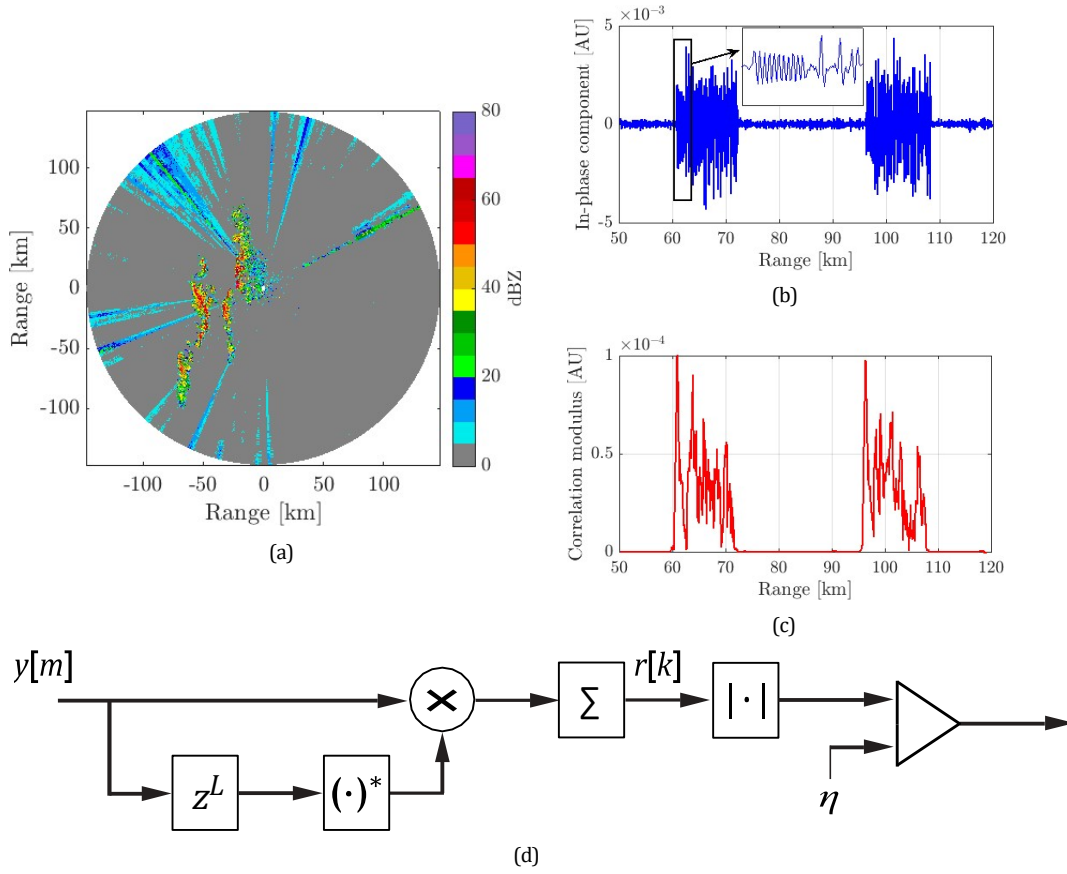 80
60
40
20
0
dBZ
100
50
0
-50
-100
Range [km]
-100
-50
0
50
100
Range [km]
(a)
×10⁻³
5
0
-5
In-phase component [AU]
50
60
70
80
90
100
110
120
Range [km]
(b)
×10⁻⁴
1
0.5
0
Correlation modulus [AU]
50
60
70
80
90
100
110
120
Range [km]
(c)
y[m]
×
Σ
r[k]
|·|
z^L
(·)*
η
(d)